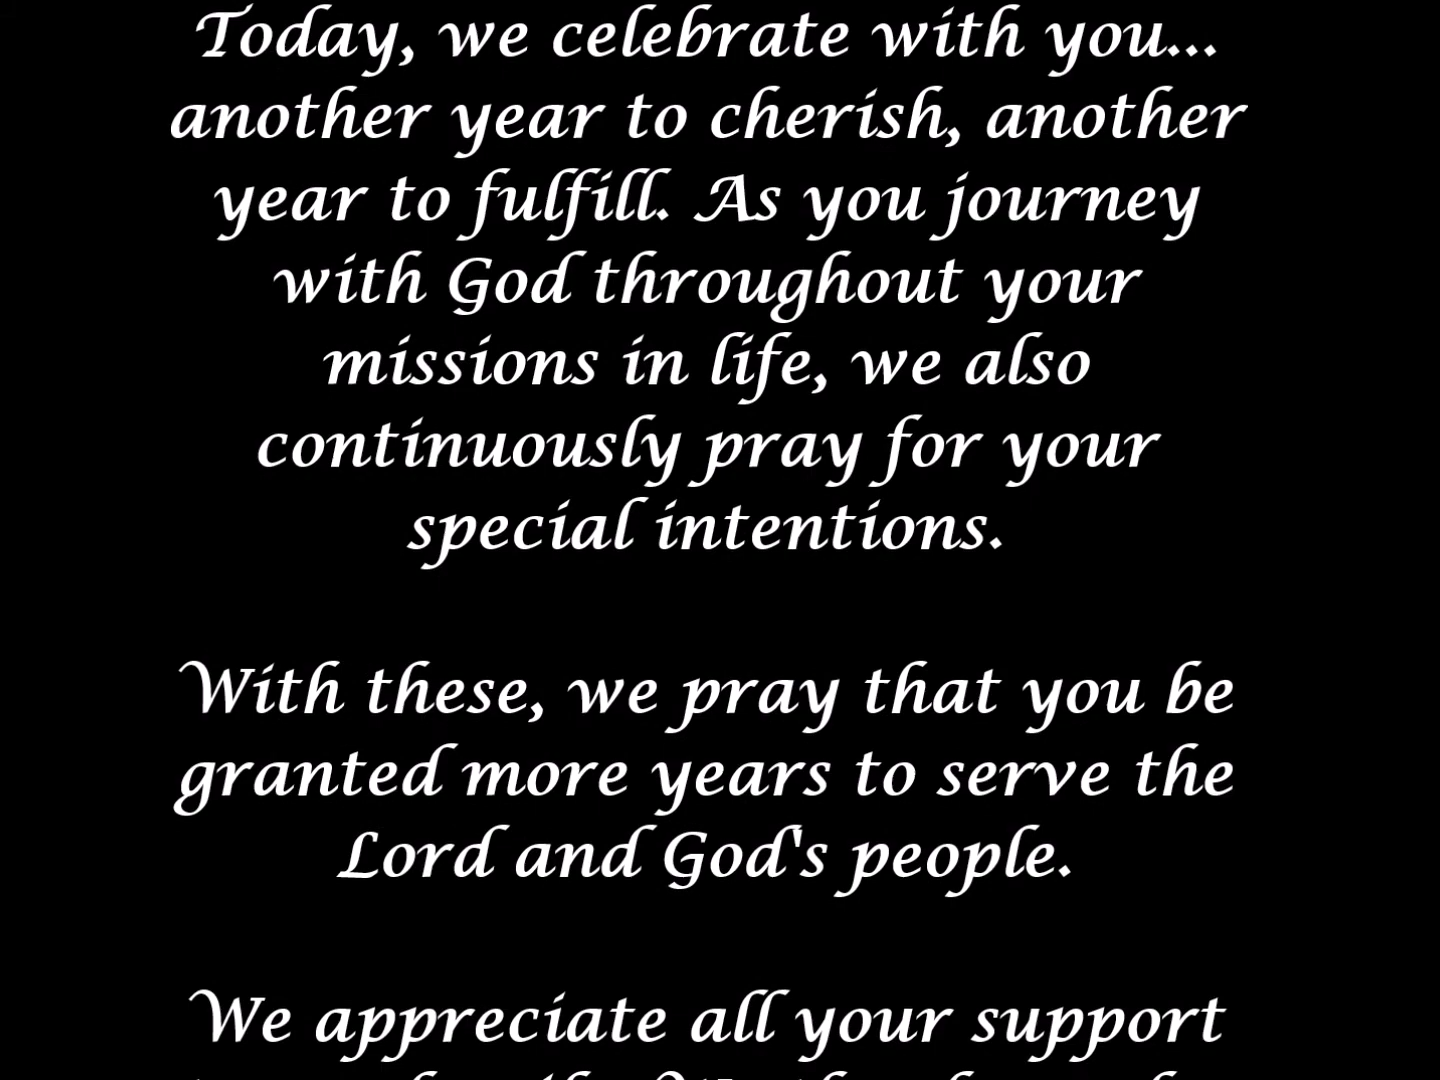 Today, we celebrate with you...
another year to cherish, another
year to fulfill. As you journey
with God throughout your
missions in life, we also
continuously pray for your
special intentions.
With these, we pray that you be
granted more years to serve the
Lord and God's people.
We appreciate all your support